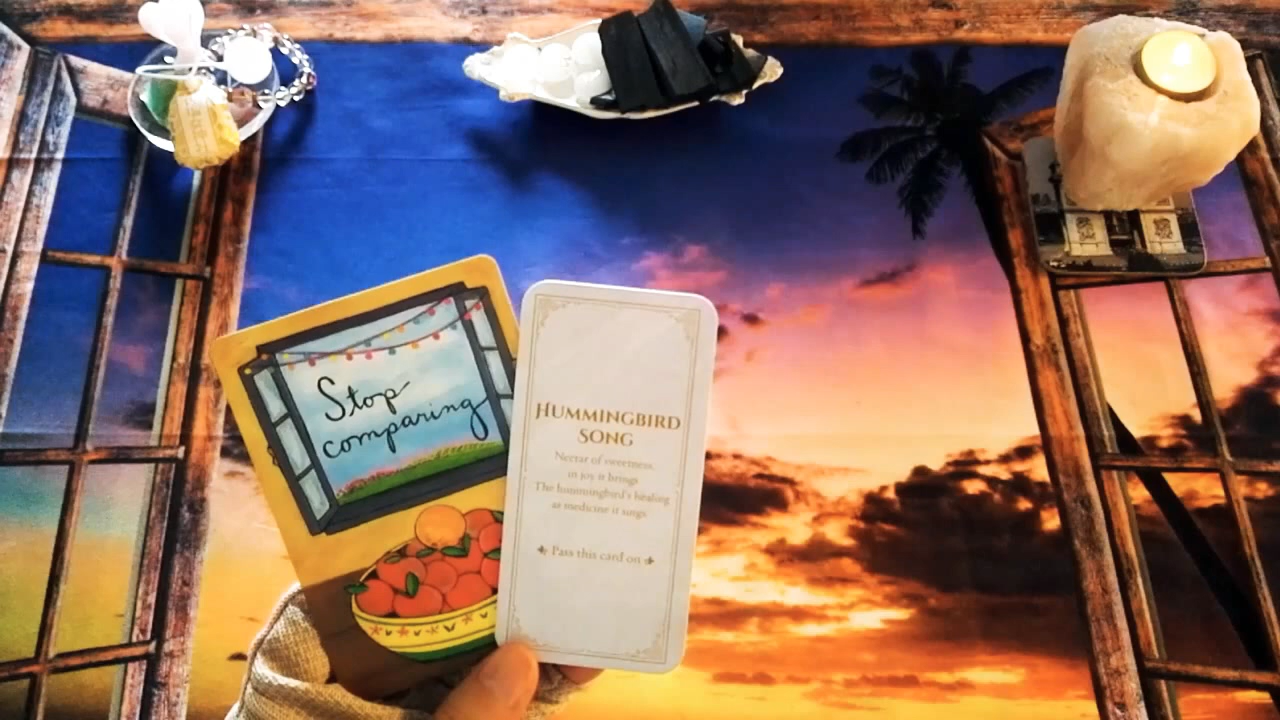 Stop
comparing
HUMMINGBIRD
SONG
Nectar of sweetness,
in joy it brings
The hummingbird's healing
as medicine it sings.
Pass this card on